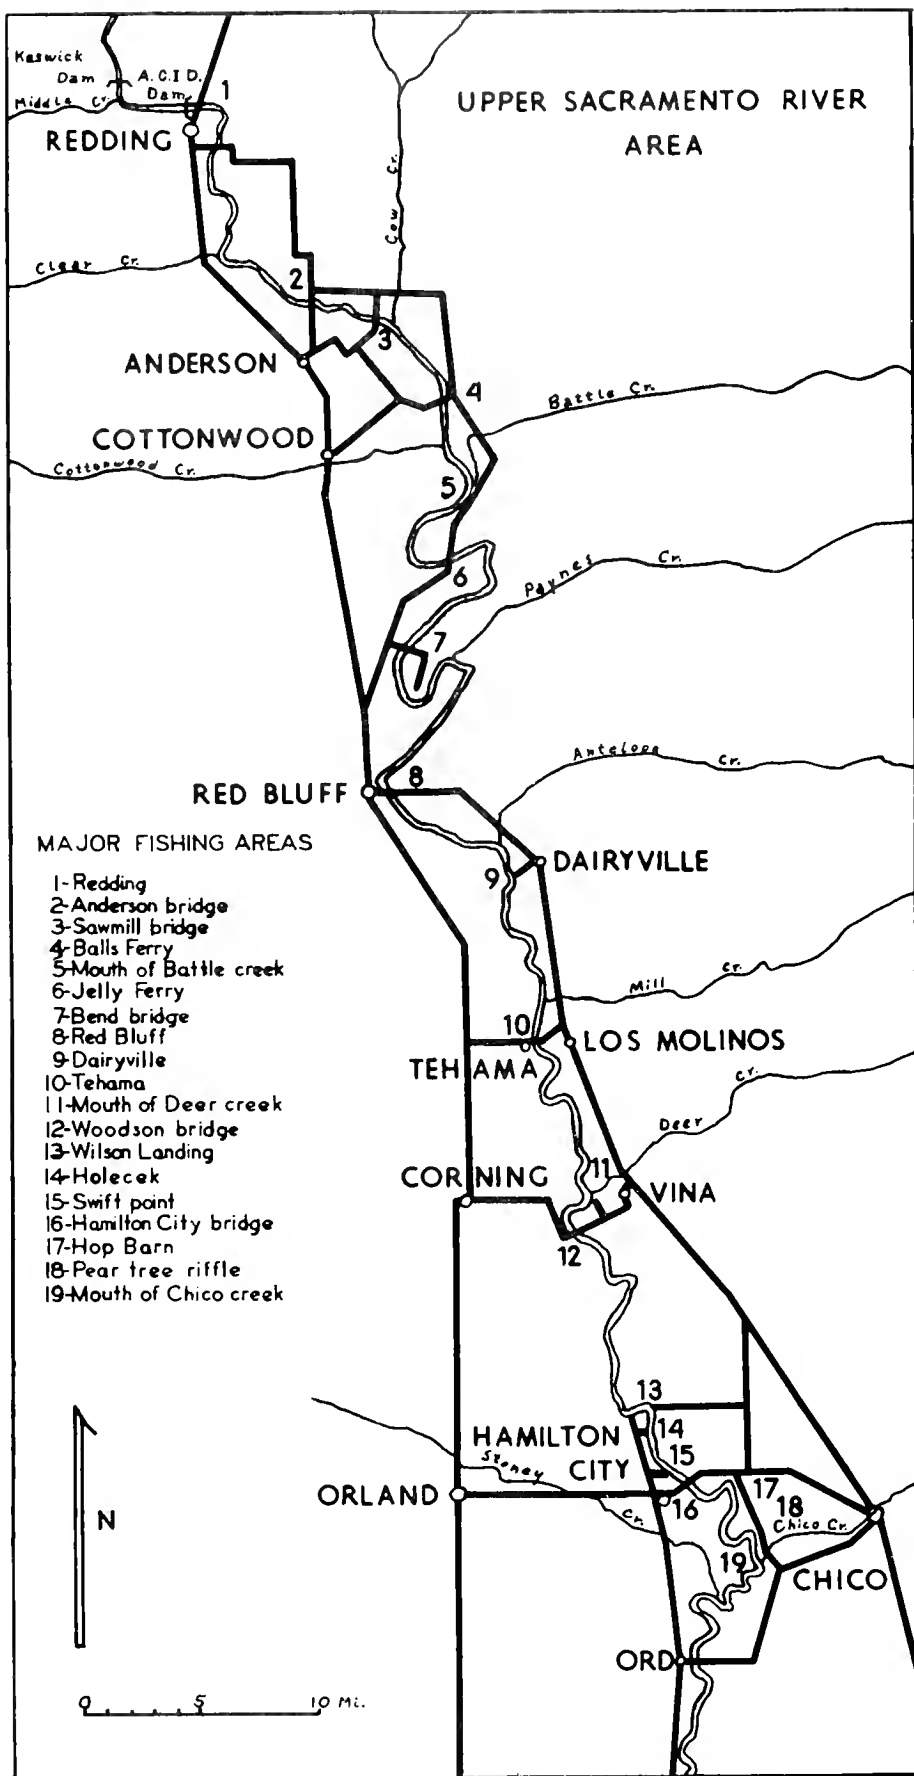 UPPER SACRAMENTO RIVER
AREA
Keswick
Dam
A.C.I.D.
Dam
Middle Cr.
1
REDDING
Cow Cr.
Clear Cr.
2
3
ANDERSON
4
Battle Cr.
COTTONWOOD
Cottonwood Cr.
5
6
Paynes Cr.
7
Antelope Cr.
RED BLUFF
8
MAJOR FISHING AREAS
1-Redding
2-Anderson bridge
3-Sawmill bridge
4-Balls Ferry
5-Mouth of Battle creek
6-Jelly Ferry
7-Bend bridge
8-Red Bluff
9-Dairyville
10-Tehama
11-Mouth of Deer creek
12-Woodson bridge
13-Wilson Landing
14-Holecek
15-Swift point
16-Hamilton City bridge
17-Hop Barn
18-Pear tree riffle
19-Mouth of Chico creek
DAIRYVILLE
9
Mill Cr.
10
LOS MOLINOS
TEHAMA
Deer Cr.
11
CORNING
VINA
12
13
HAMILTON
CITY
14
15
Stoney Cr.
ORLAND
16
17
18
Chico Cr.
19
CHICO
N
ORD
0 5 10 Mi.